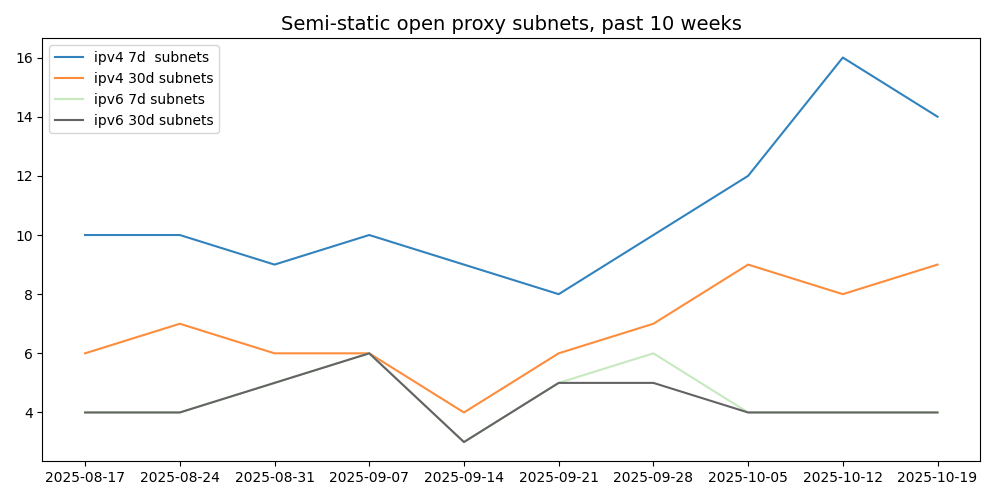 Semi-static open proxy subnets, past 10 weeks
ipv4 7d  subnets
ipv4 30d subnets
ipv6 7d subnets
ipv6 30d subnets
16
14
12
10
8
6
4
2025-08-17 2025-08-24 2025-08-31 2025-09-07 2025-09-14 2025-09-21 2025-09-28 2025-10-05 2025-10-12 2025-10-19